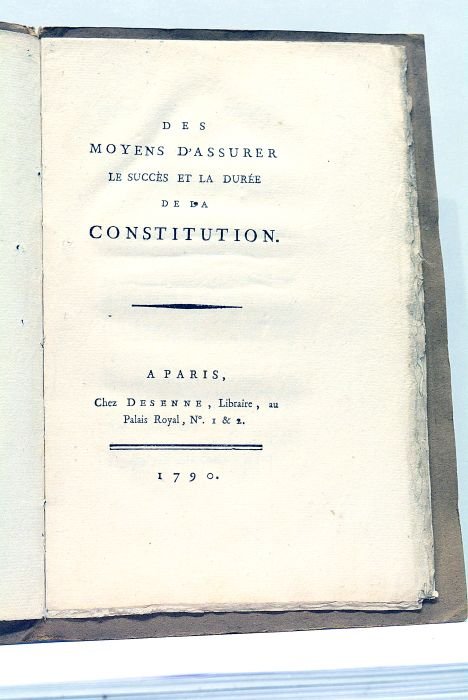 DES
MOYENS D'ASSURER
LE SUCCÈS ET LA DURÉE
DE LA
CONSTITUTION.
A PARIS,
Chez DESENNE, Libraire, au
Palais Royal, N°. 1 & 2.
1790.